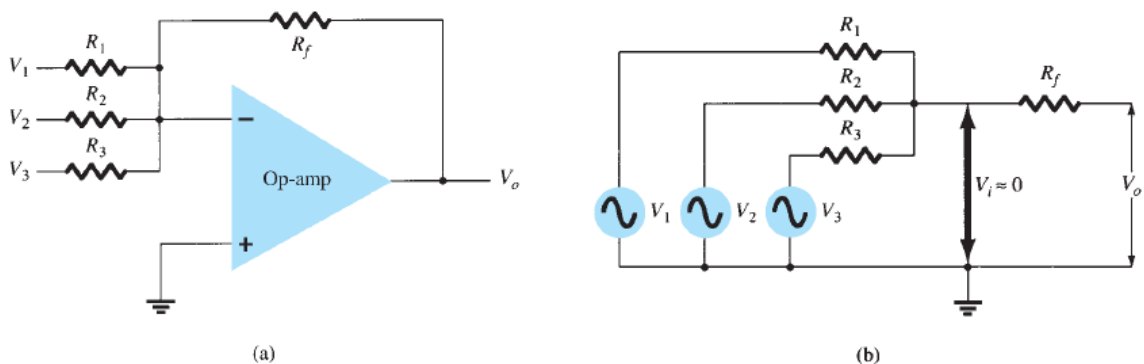 R1
V1
R2
V2
R3
V3
Rf
−
Op-amp
+
Vo
(a)
R1
R2
R3
Rf
V1
V2
V3
Vi ≈ 0
Vo
(b)